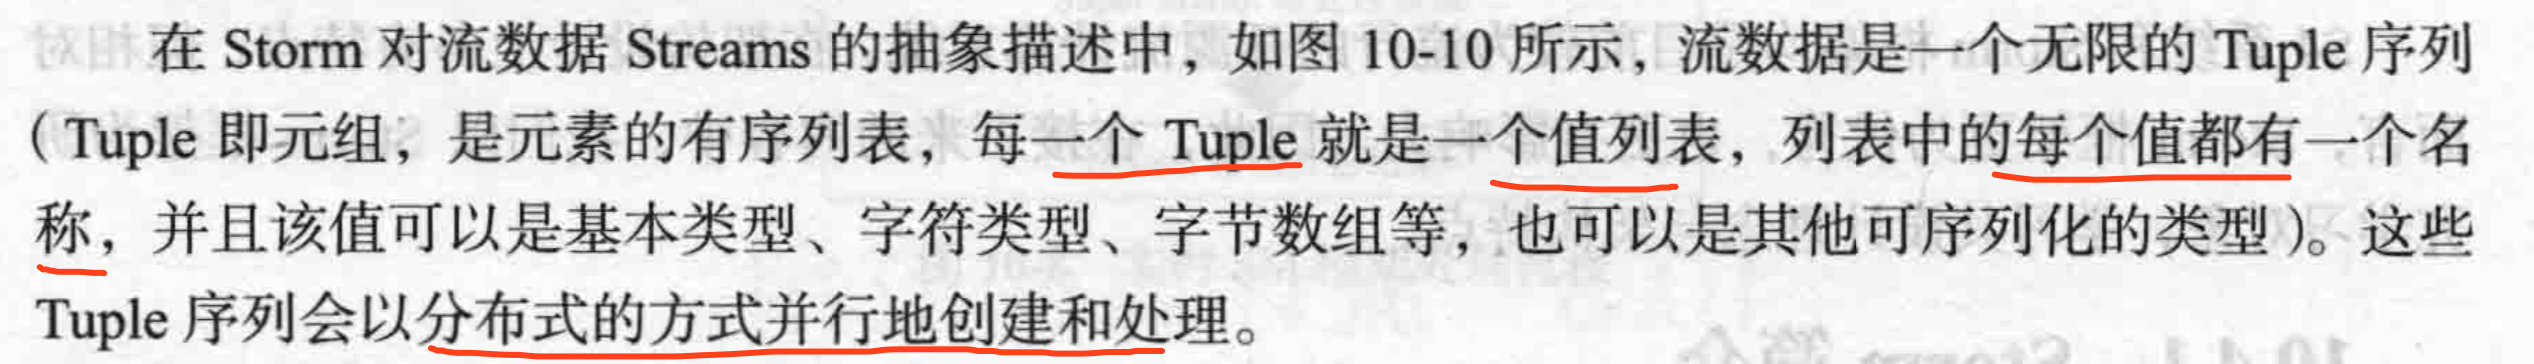 在 Storm 对流数据 Streams 的抽象描述中，如图 10-10 所示，流数据是一个无限的 Tuple 序列
（Tuple 即元组，是元素的有序列表，每一个 Tuple 就是一个值列表，列表中的每个值都有一个名
称，并且该值可以是基本类型、字符类型、字节数组等，也可以是其他可序列化的类型）。这些
Tuple 序列会以分布式的方式并行地创建和处理。